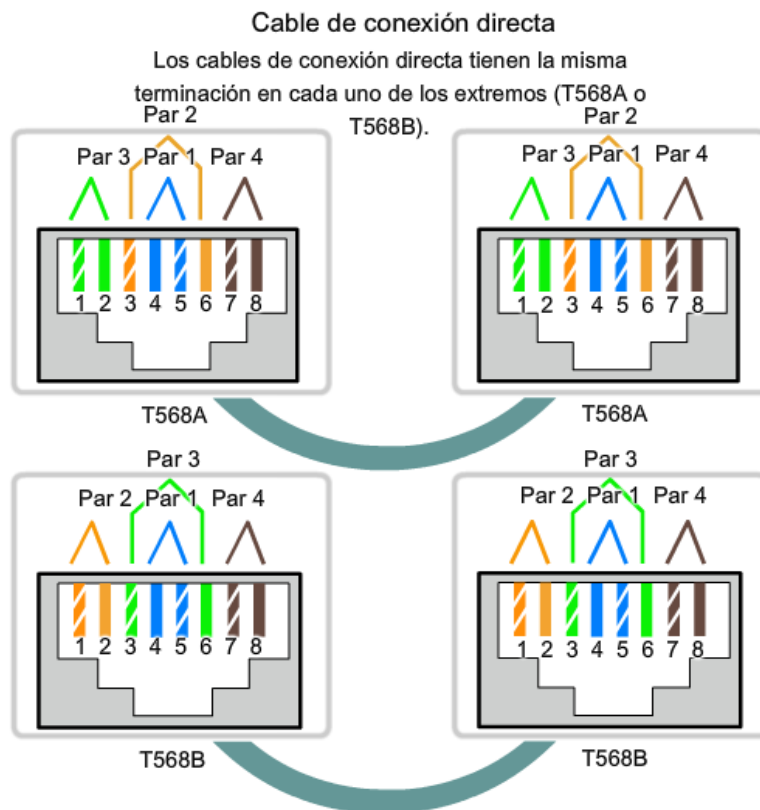 Cable de conexión directa
Los cables de conexión directa tienen la misma
terminación en cada uno de los extremos (T568A o
T568B).
Par 2
Par 3 Par 1 Par 4
1 2 3 4 5 6 7 8
T568A
Par 2
Par 3 Par 1 Par 4
1 2 3 4 5 6 7 8
T568A
Par 3
Par 2 Par 1 Par 4
1 2 3 4 5 6 7 8
T568B
Par 3
Par 2 Par 1 Par 4
1 2 3 4 5 6 7 8
T568B